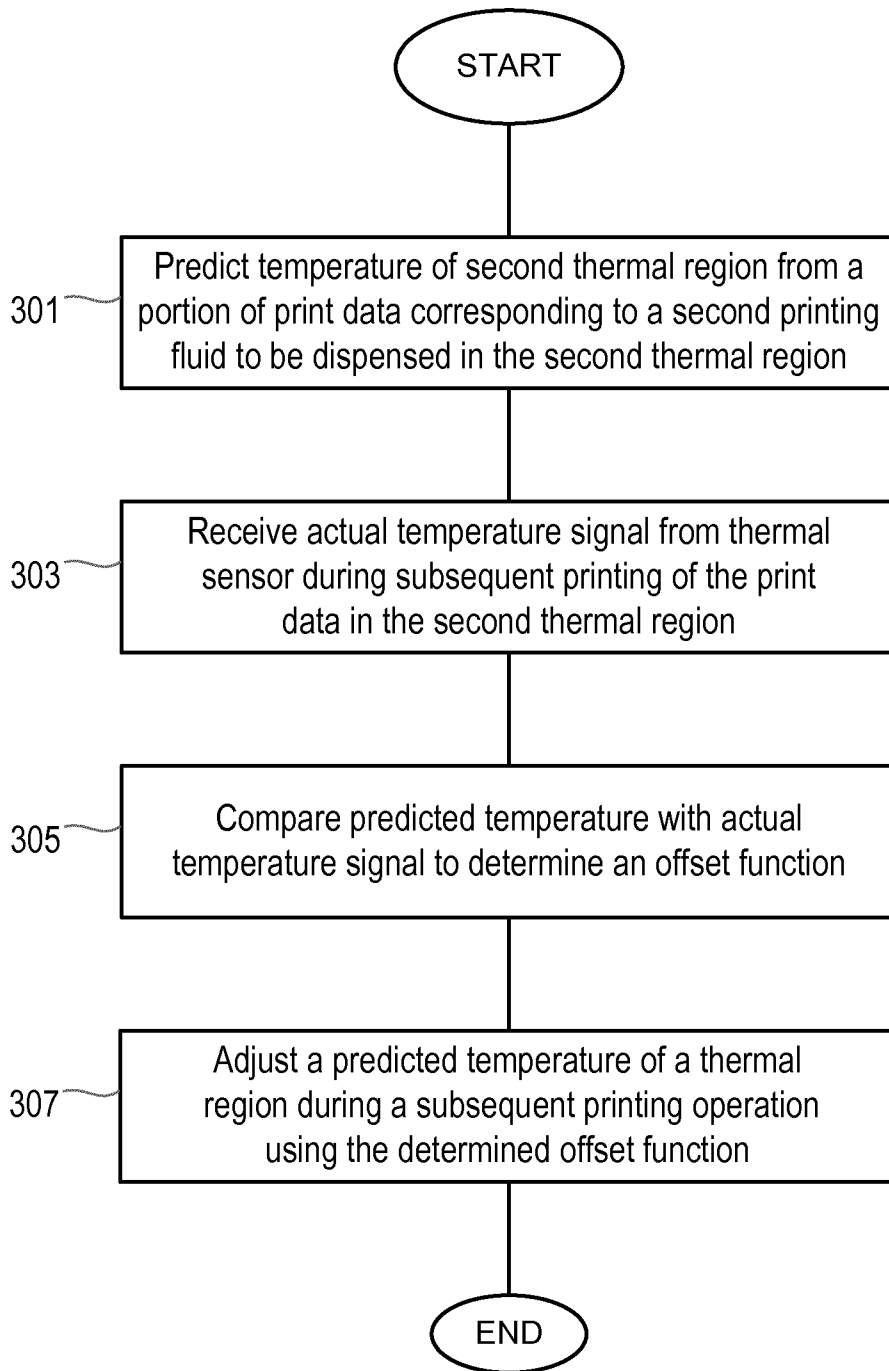 START
301
Predict temperature of second thermal region from a
portion of print data corresponding to a second printing
fluid to be dispensed in the second thermal region
303
Receive actual temperature signal from thermal
sensor during subsequent printing of the print
data in the second thermal region
305
Compare predicted temperature with actual
temperature signal to determine an offset function
307
Adjust a predicted temperature of a thermal
region during a subsequent printing operation
using the determined offset function
END